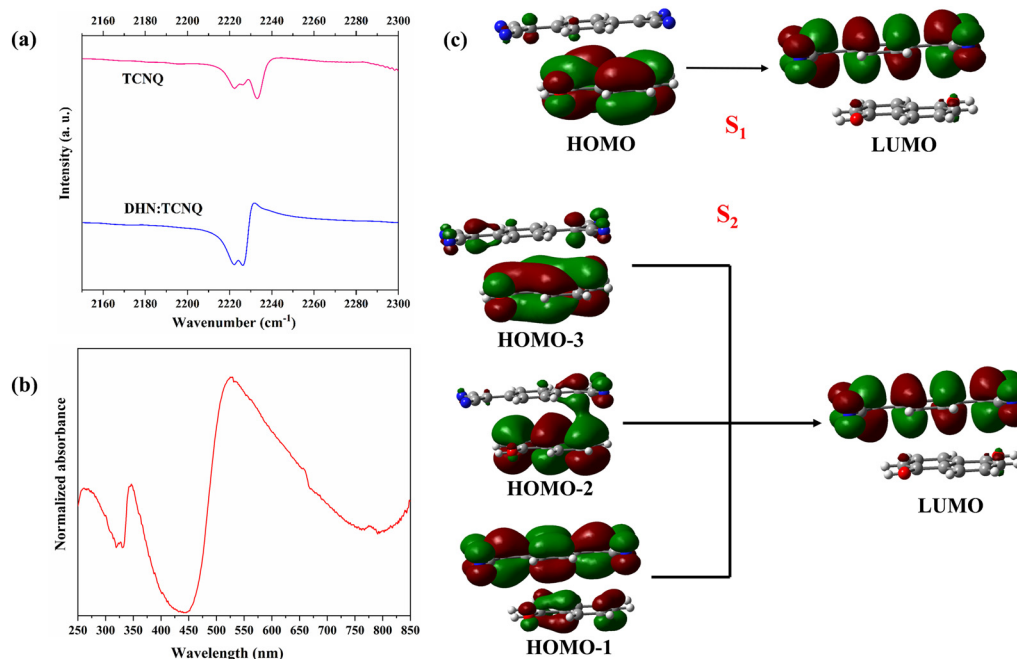 (a)
2160 2180 2200 2220 2240 2260 2280 2300
TCNQ
DHN:TCNQ
Intensity (a. u.)
2160 2180 2200 2220 2240 2260 2280 2300
Wavenumber (cm-1)
(b)
Normalized absorbance
250 300 350 400 450 500 550 600 650 700 750 800 850
Wavelength (nm)
(c)
HOMO
S1
LUMO
S2
HOMO-3
HOMO-2
HOMO-1
LUMO